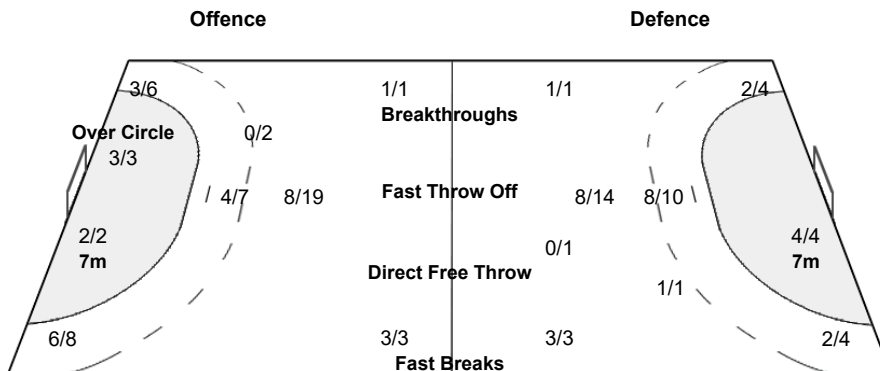 Offence Defence
3/6 1/1 1/1 2/4
Breakthroughs
Over Circle 0/2
3/3
4/7 8/19 Fast Throw Off 8/14 8/10
2/2 4/4
0/1
7m 7m
Direct Free Throw
1/1
6/8 3/3 3/3 2/4
Fast Breaks